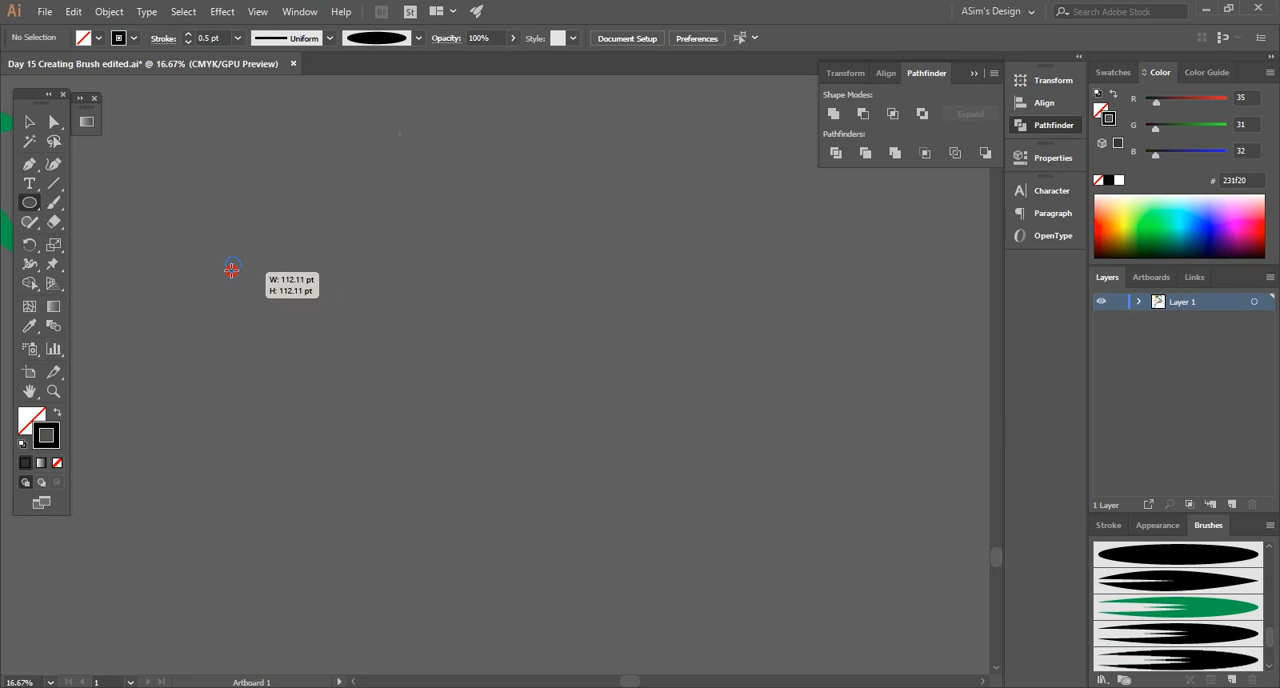 Ai File Edit Object Type Select Effect View Window Help Br St ASim's Design Search Adobe Stock
No Selection Stroke: 0.5 pt Uniform Opacity: 100% Style: Document Setup Preferences
Day 15 Creating Brush edited.ai* @ 16.67% (CMYK/GPU Preview)
Transform Align Pathfinder
Shape Modes:
Expand
Pathfinders:
Transform
Align
Pathfinder
Properties
Character
Paragraph
OpenType
Swatches Color Color Guide
R 35
G 31
B 32
# 231f20
W: 112.11 pt
H: 112.11 pt
Layers Artboards Links
Layer 1
1 Layer
Stroke Appearance Brushes
16.67% 1 Artboard 1